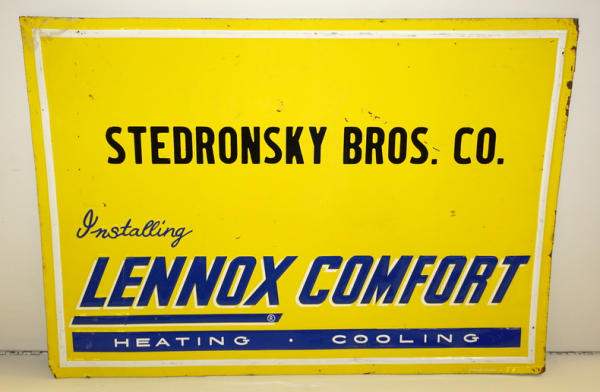 STEDRONSKY BROS. CO.
Installing
LENNOX COMFORT
®
HEATING · COOLING